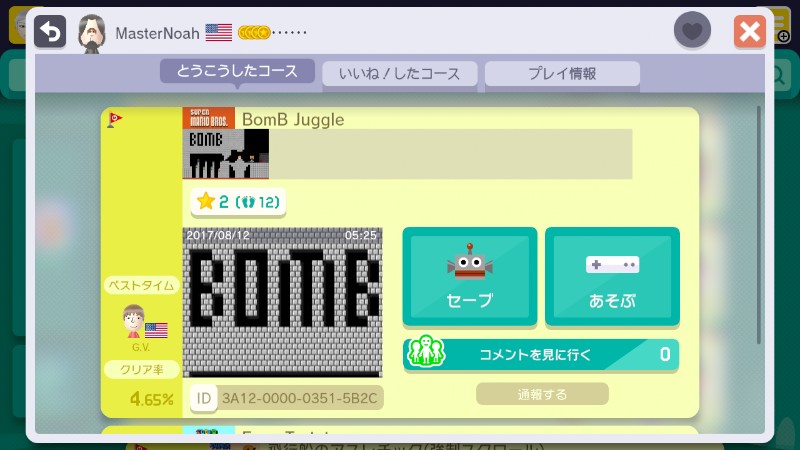 MasterNoah
とうこうしたコース
いいね！したコース
プレイ情報
SUPER
MARIO BROS.
BomB Juggle
BOMB
2 (12)
2017/08/12 05:25
BOMB
ベストタイム
G.V.
クリア率
4.65%
セーブ
あそぶ
コメントを見に行く 0
ID 3A12-0000-0351-5B2C
通報する